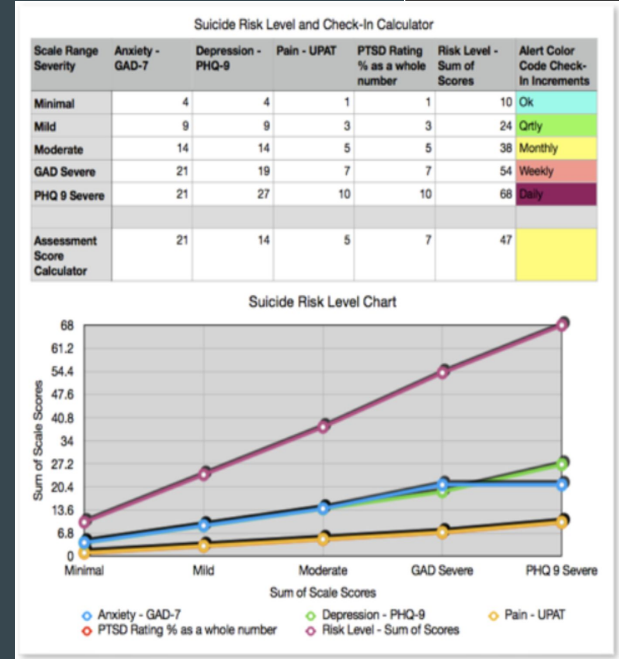 Suicide Risk Level and Check-In Calculator
Scale Range Severity Anxiety - GAD-7 Depression - PHQ-9 Pain - UPAT PTSD Rating % as a whole number Risk Level - Sum of Scores Alert Color Code Check-In Increments
Minimal 4 4 1 1 10 Ok
Mild 9 9 3 3 24 Qrtly
Moderate 14 14 5 5 38 Monthly
GAD Severe 21 19 7 7 54 Weekly
PHQ 9 Severe 21 27 10 10 68 Daily
Assessment Score Calculator 21 14 5 7 47
Suicide Risk Level Chart
Sum of Scale Scores
68
61.2
54.4
47.6
40.8
34
27.2
20.4
13.6
6.8
0
Minimal Mild Moderate GAD Severe PHQ 9 Severe
Sum of Scale Scores
Anxiety - GAD-7 Depression - PHQ-9 Pain - UPAT
PTSD Rating % as a whole number Risk Level - Sum of Scores